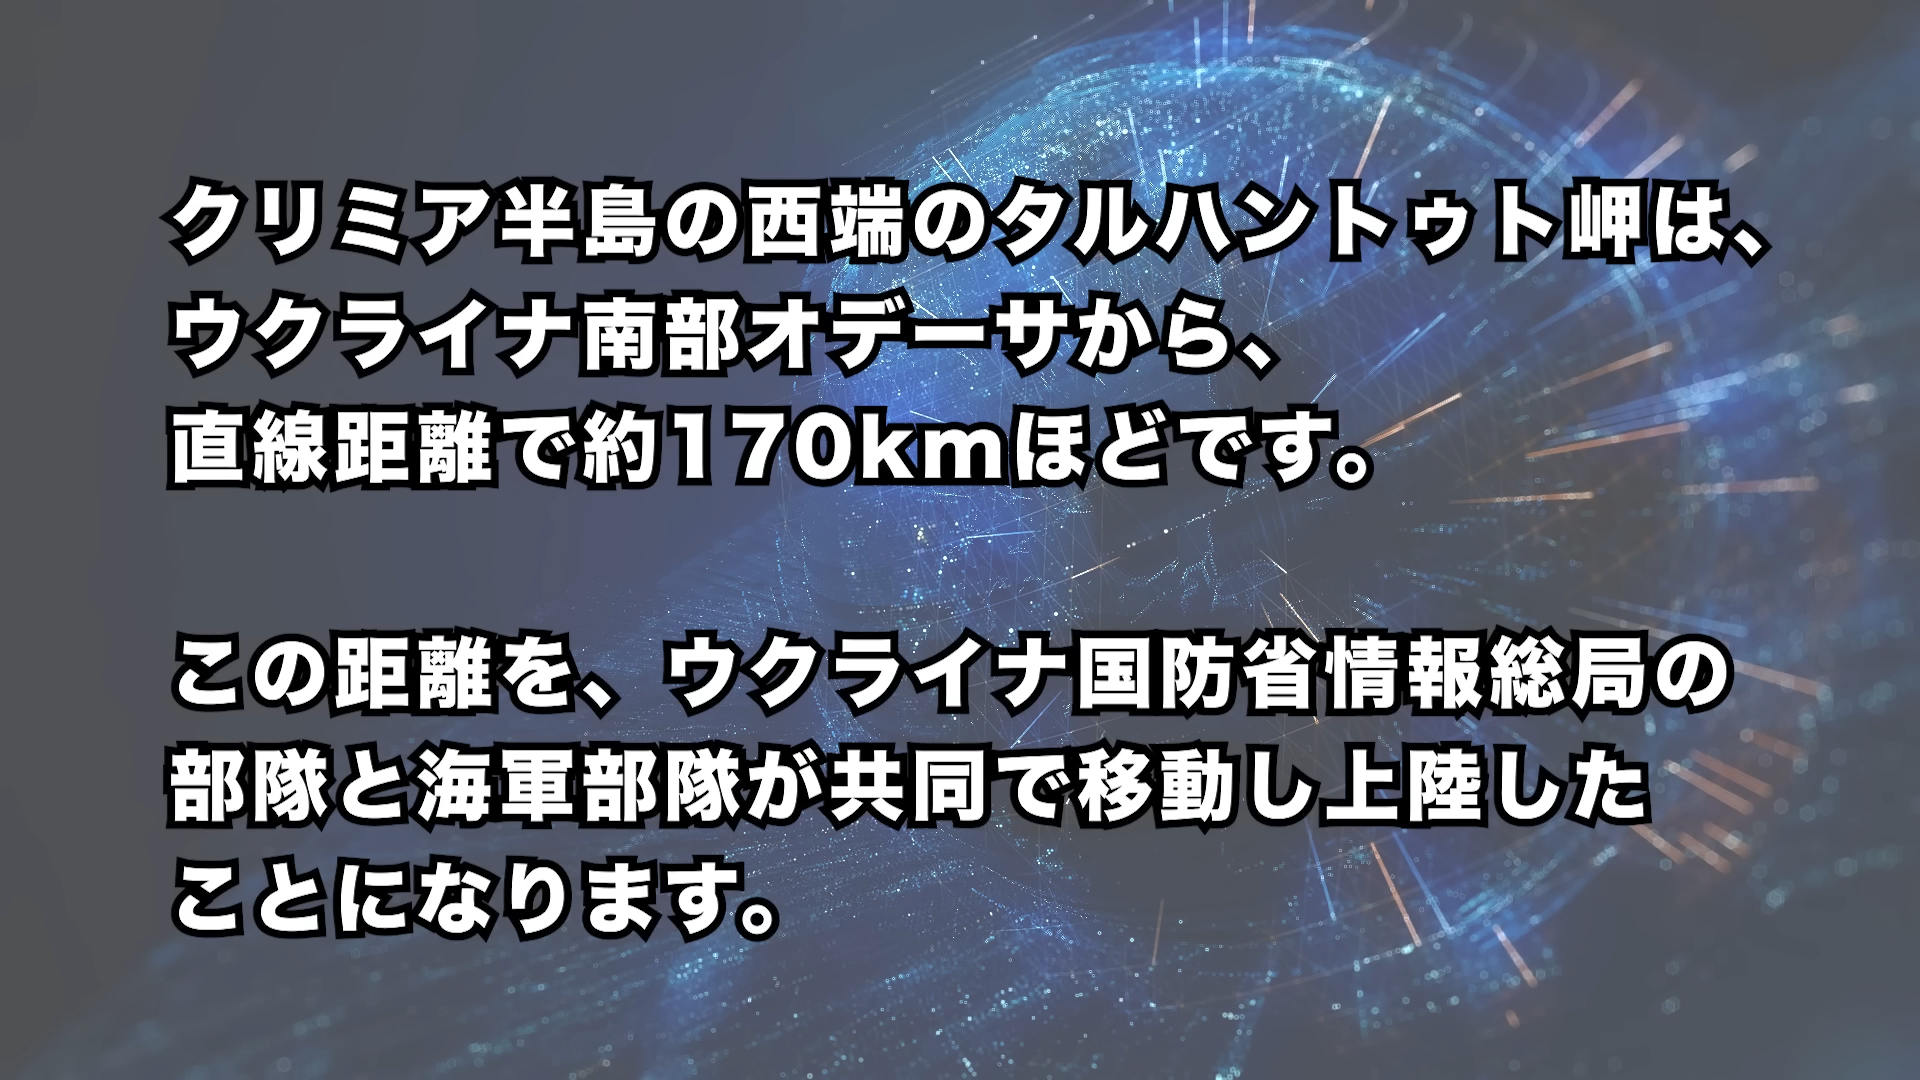 クリミア半島の西端のタルハントゥト岬は、
ウクライナ南部オデーサから、
直線距離で約170kmほどです。
この距離を、ウクライナ国防省情報総局の
部隊と海軍部隊が共同で移動し上陸した
ことになります。